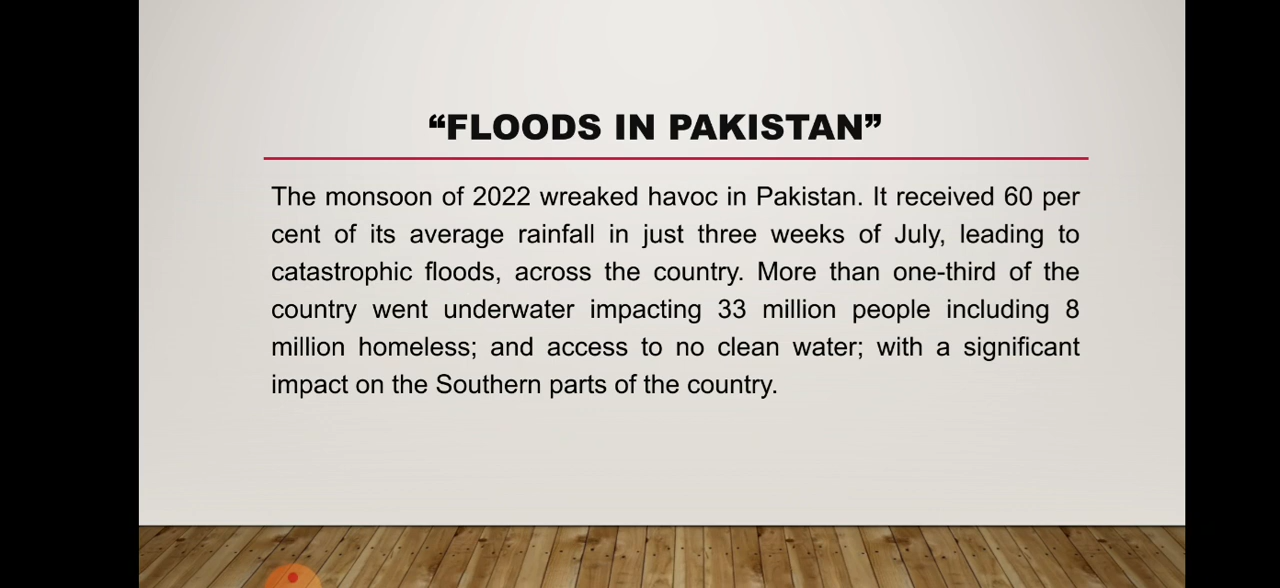 “FLOODS IN PAKISTAN”
The monsoon of 2022 wreaked havoc in Pakistan. It received 60 per
cent of its average rainfall in just three weeks of July, leading to
catastrophic floods, across the country. More than one-third of the
country went underwater impacting 33 million people including 8
million homeless; and access to no clean water; with a significant
impact on the Southern parts of the country.